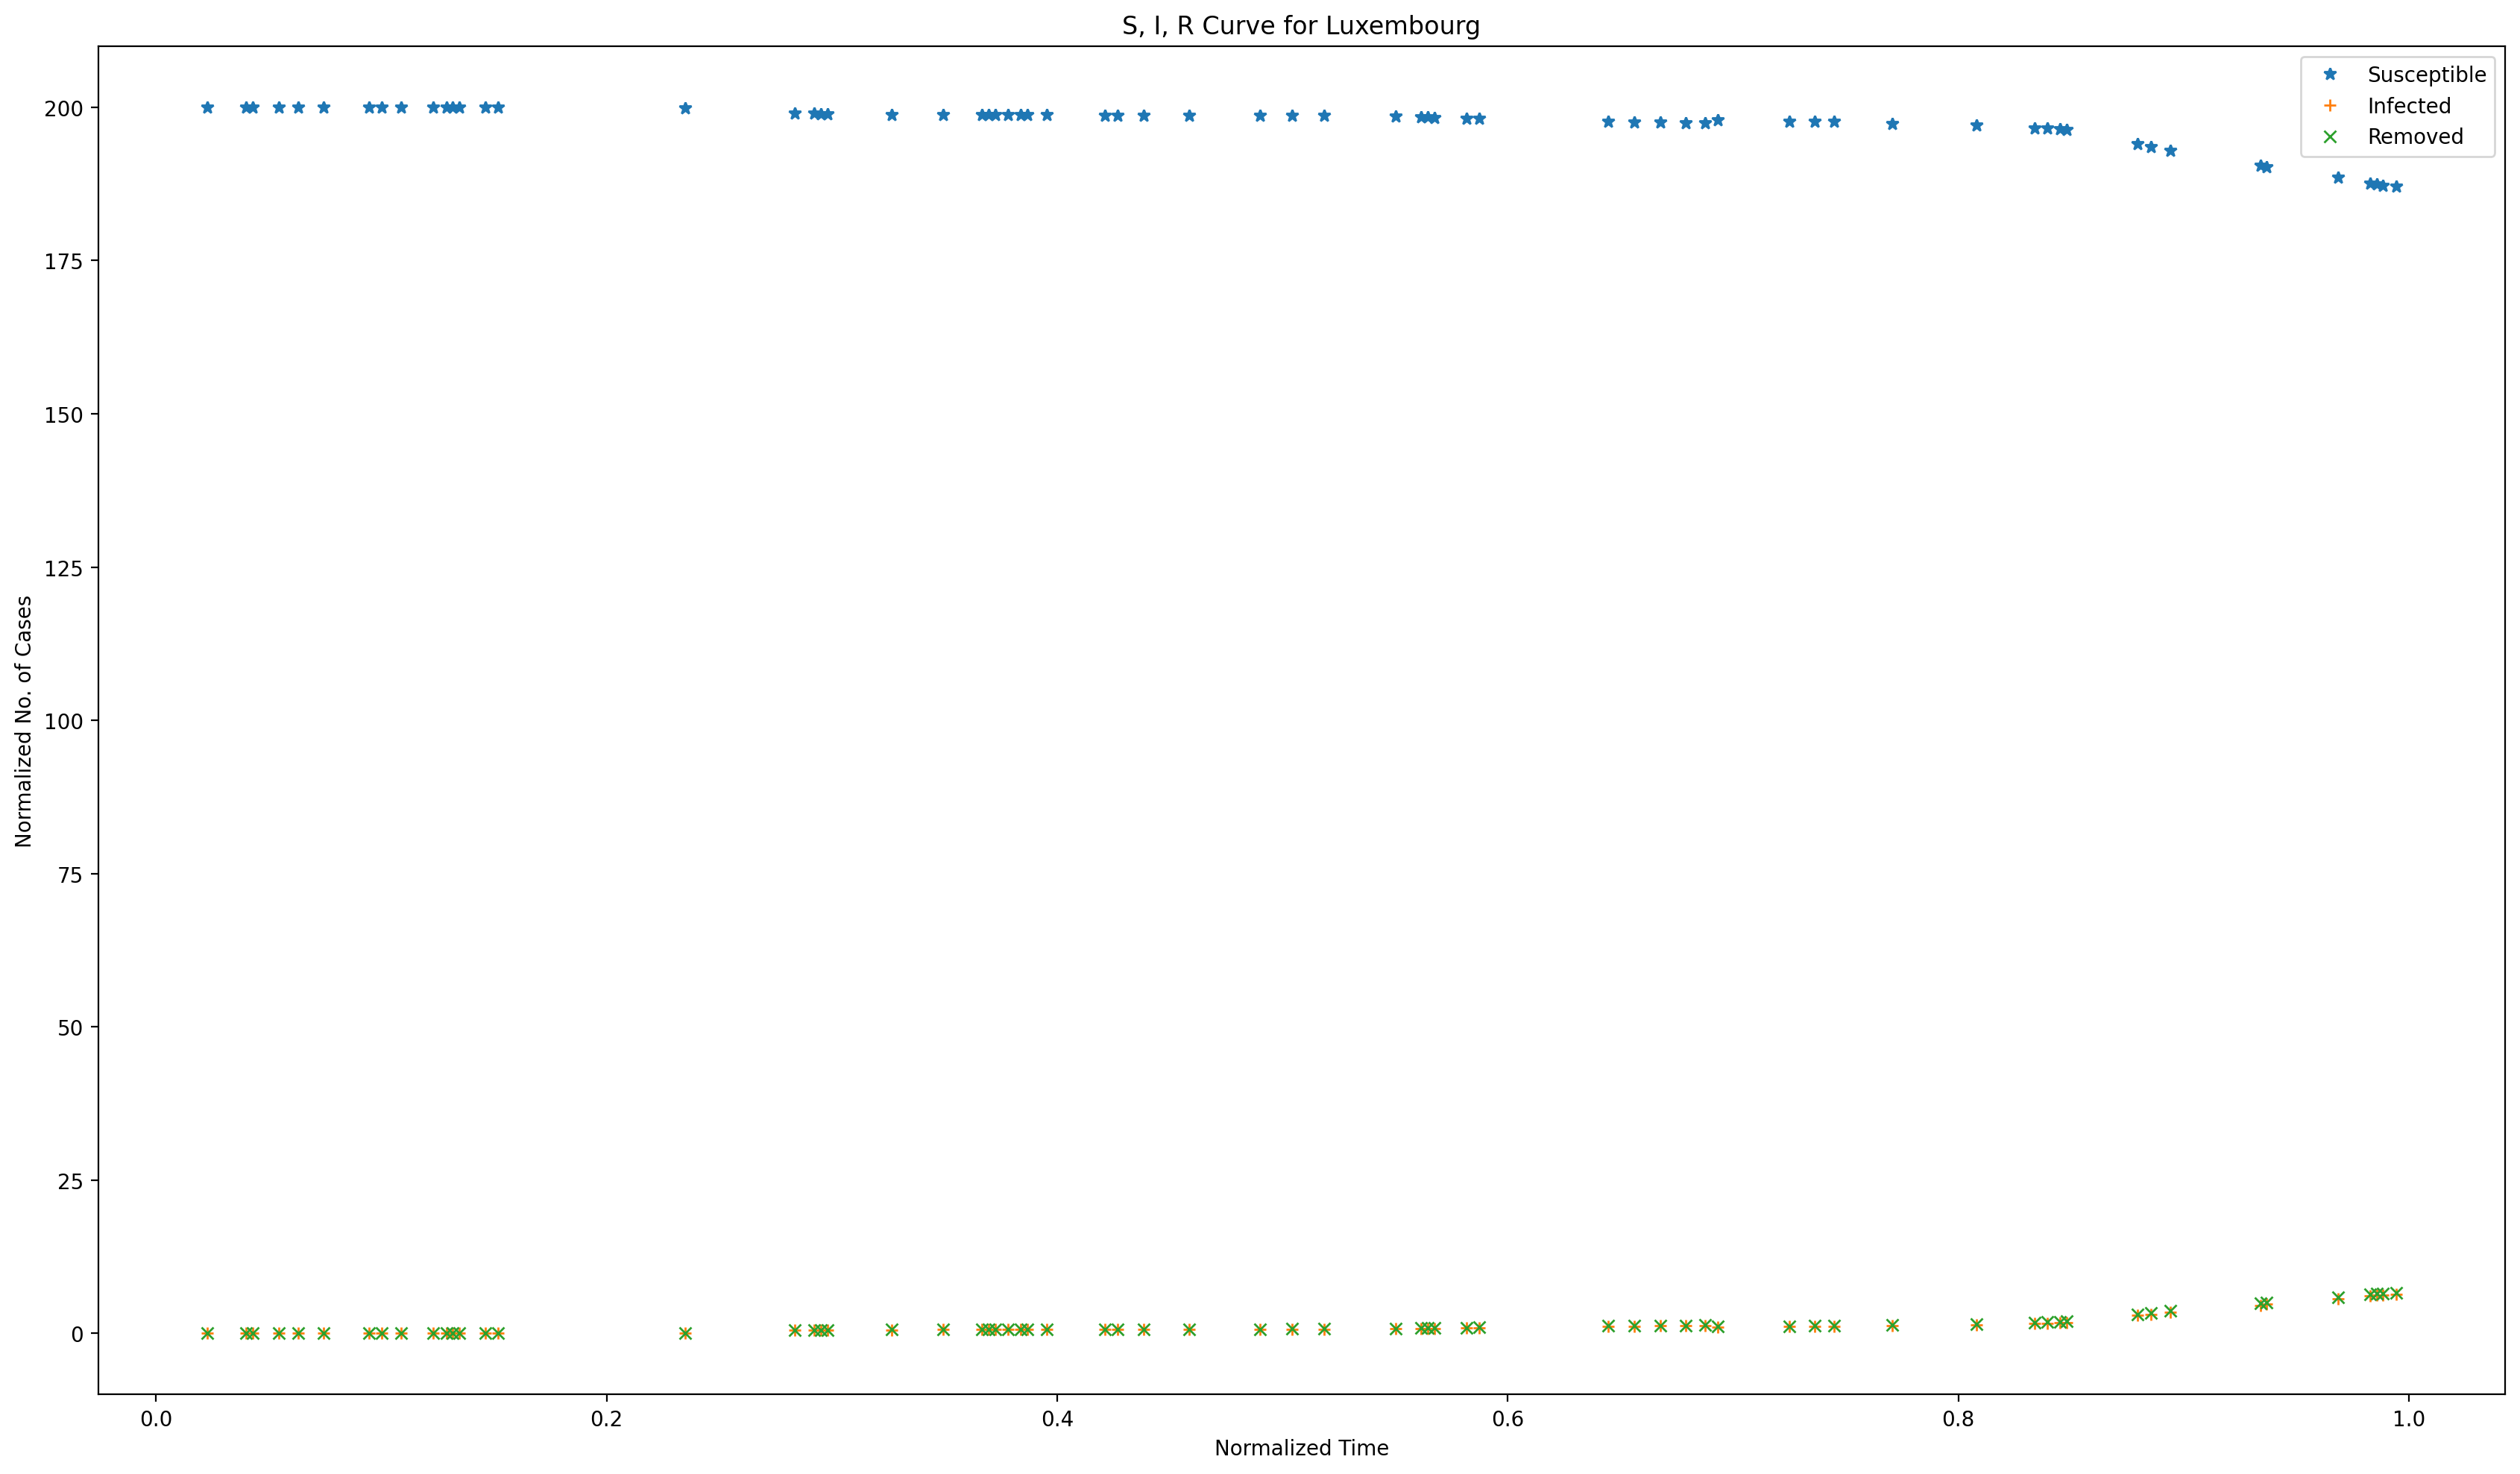 S, I, R Curve for Luxembourg
Susceptible
Infected
Removed
200
175
150
125
100
75
50
25
0
Normalized No. of Cases
0.0 0.2 0.4 0.6 0.8 1.0
Normalized Time